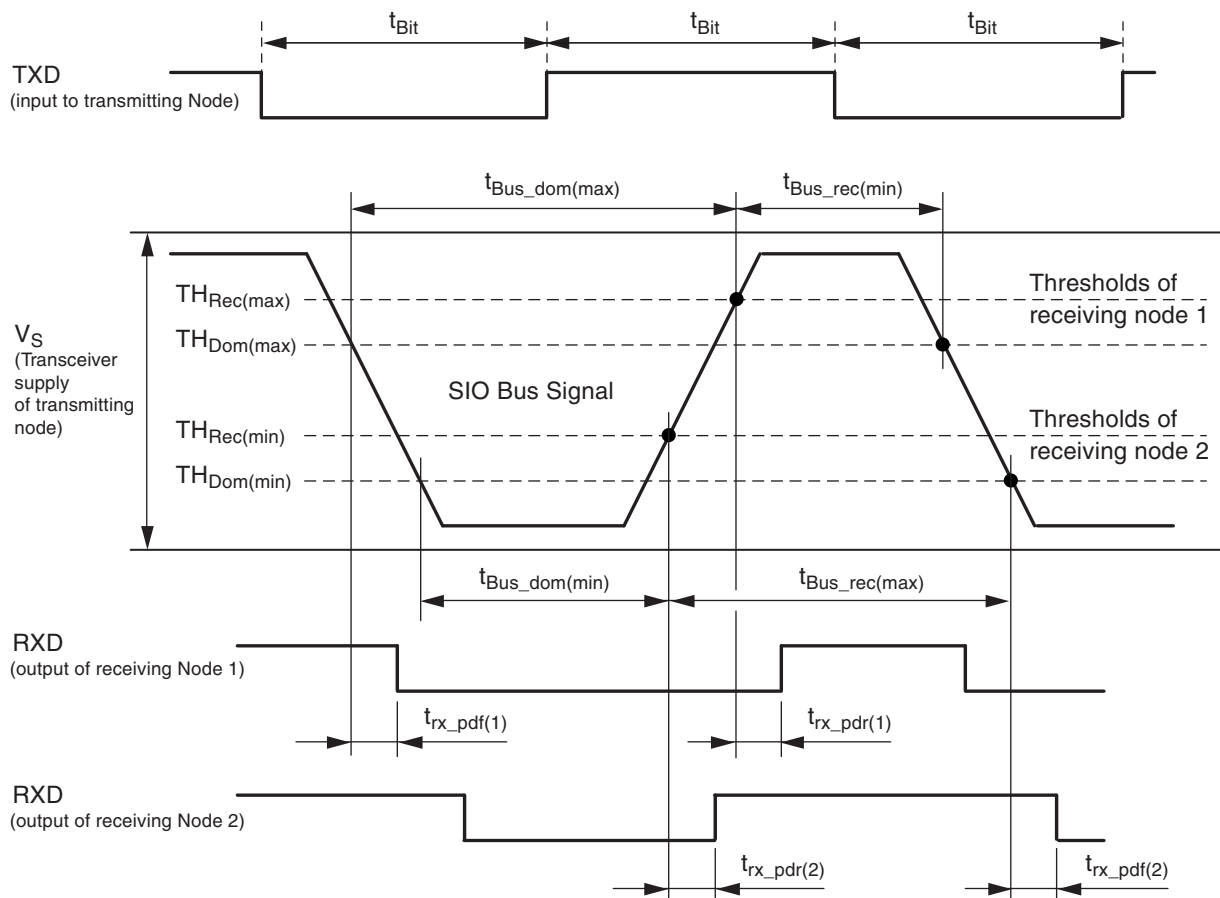 tBit tBit tBit
TXD
(input to transmitting Node)
tBus_dom(max) tBus_rec(min)
THRec(max)
Thresholds of
receiving node 1
VS
(Transceiver
supply
of transmitting
node)
THDom(max)
SIO Bus Signal
THRec(min)
Thresholds of
receiving node 2
THDom(min)
tBus_dom(min) tBus_rec(max)
RXD
(output of receiving Node 1)
trx_pdf(1) trx_pdr(1)
RXD
(output of receiving Node 2)
trx_pdr(2) trx_pdf(2)